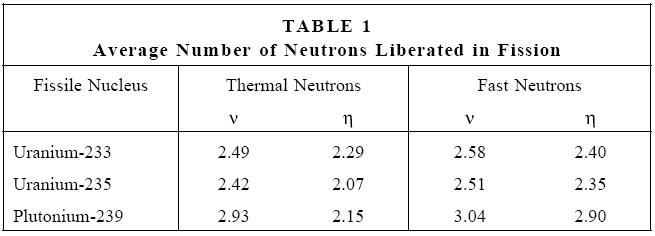 TABLE 1
Average Number of Neutrons Liberated in Fission
Fissile Nucleus Thermal Neutrons Fast Neutrons
ν η ν η
Uranium-233 2.49 2.29 2.58 2.40
Uranium-235 2.42 2.07 2.51 2.35
Plutonium-239 2.93 2.15 3.04 2.90